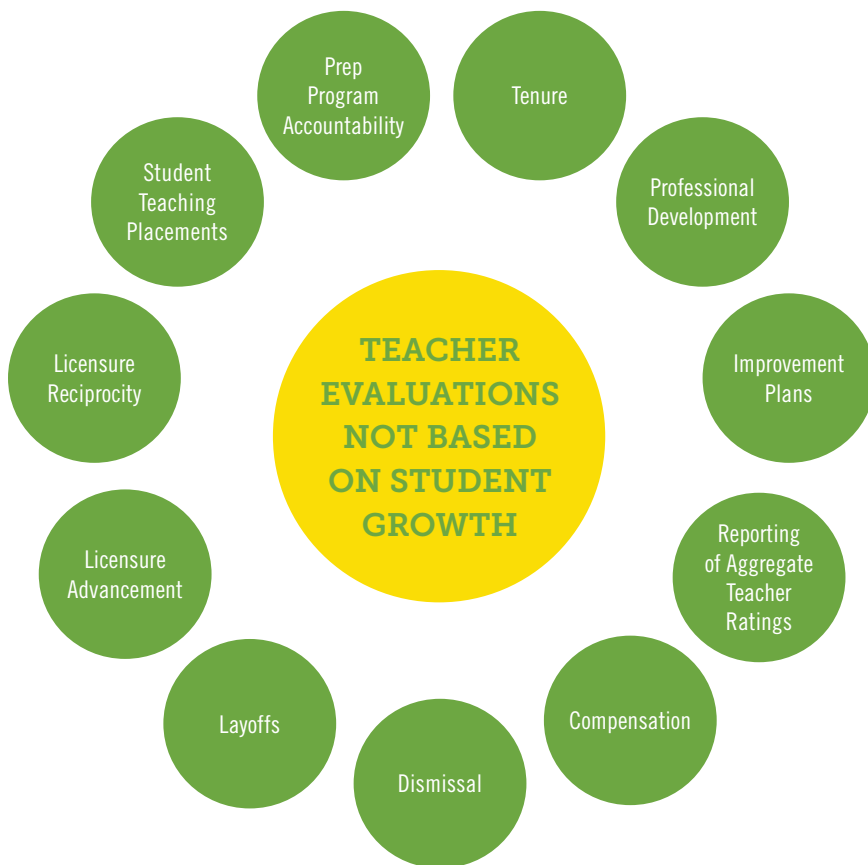 Prep
Program
Accountability
Tenure
Student
Teaching
Placements
Professional
Development
Licensure
Reciprocity
TEACHER
EVALUATIONS
NOT BASED
ON STUDENT
GROWTH
Improvement
Plans
Licensure
Advancement
Reporting
of Aggregate
Teacher
Ratings
Layoffs
Compensation
Dismissal